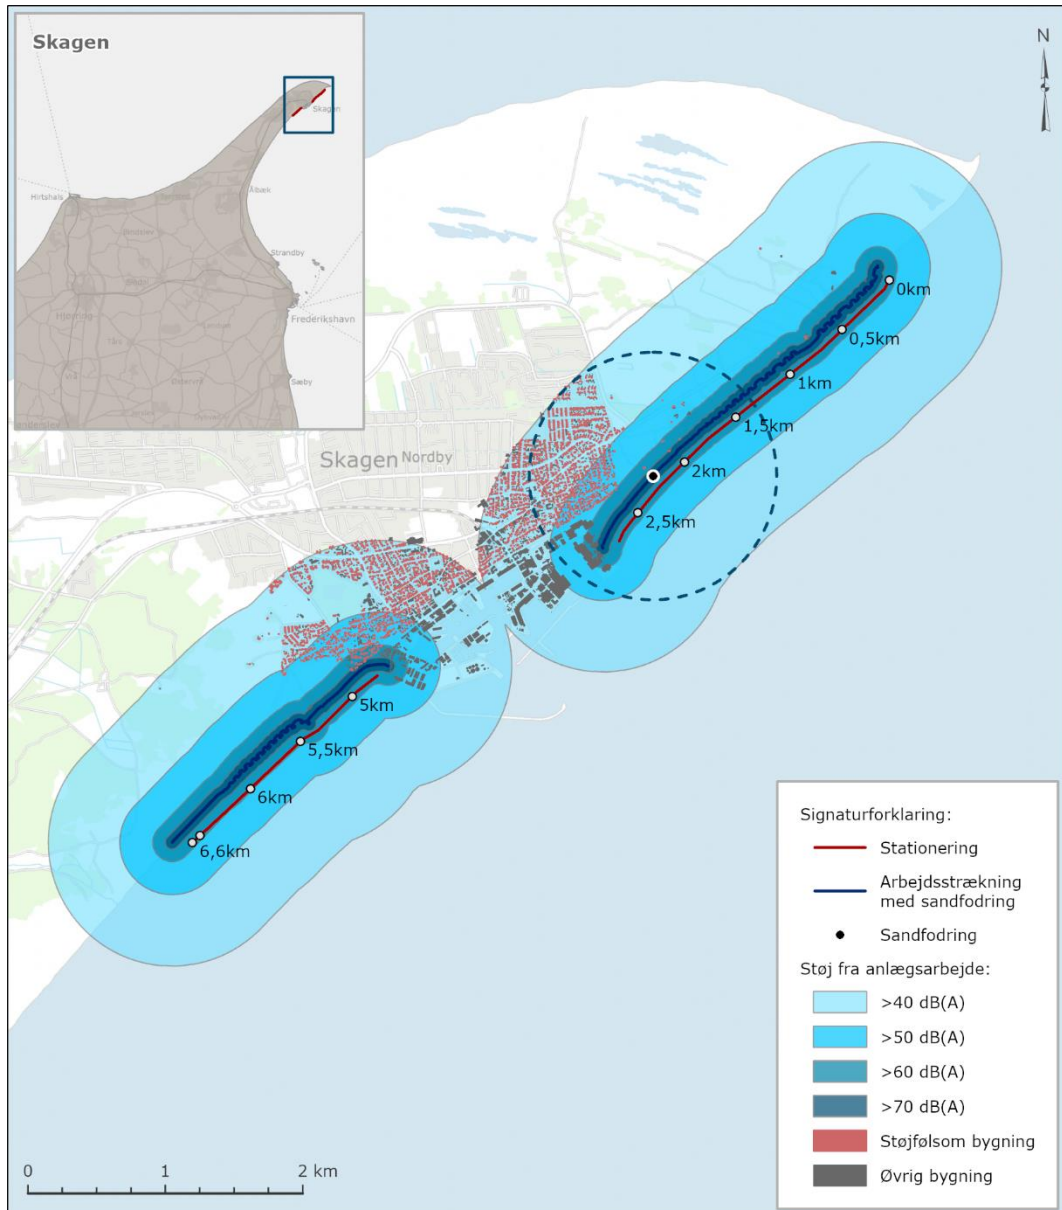 Skagen
N
Skagen
Hirtshals
Ålbæk
Strandby
Frederikshavn
Hjørring
Sæby
0km
0,5km
1km
1,5km
2km
2,5km
Skagen Nordby
5km
5,5km
6km
6,6km
Signaturforklaring:
Stationering
Arbejdsstrækning
med sandfodring
Sandfodring
Støj fra anlægsarbejde:
>40 dB(A)
>50 dB(A)
>60 dB(A)
>70 dB(A)
Støjfølsom bygning
Øvrig bygning
0 1 2 km